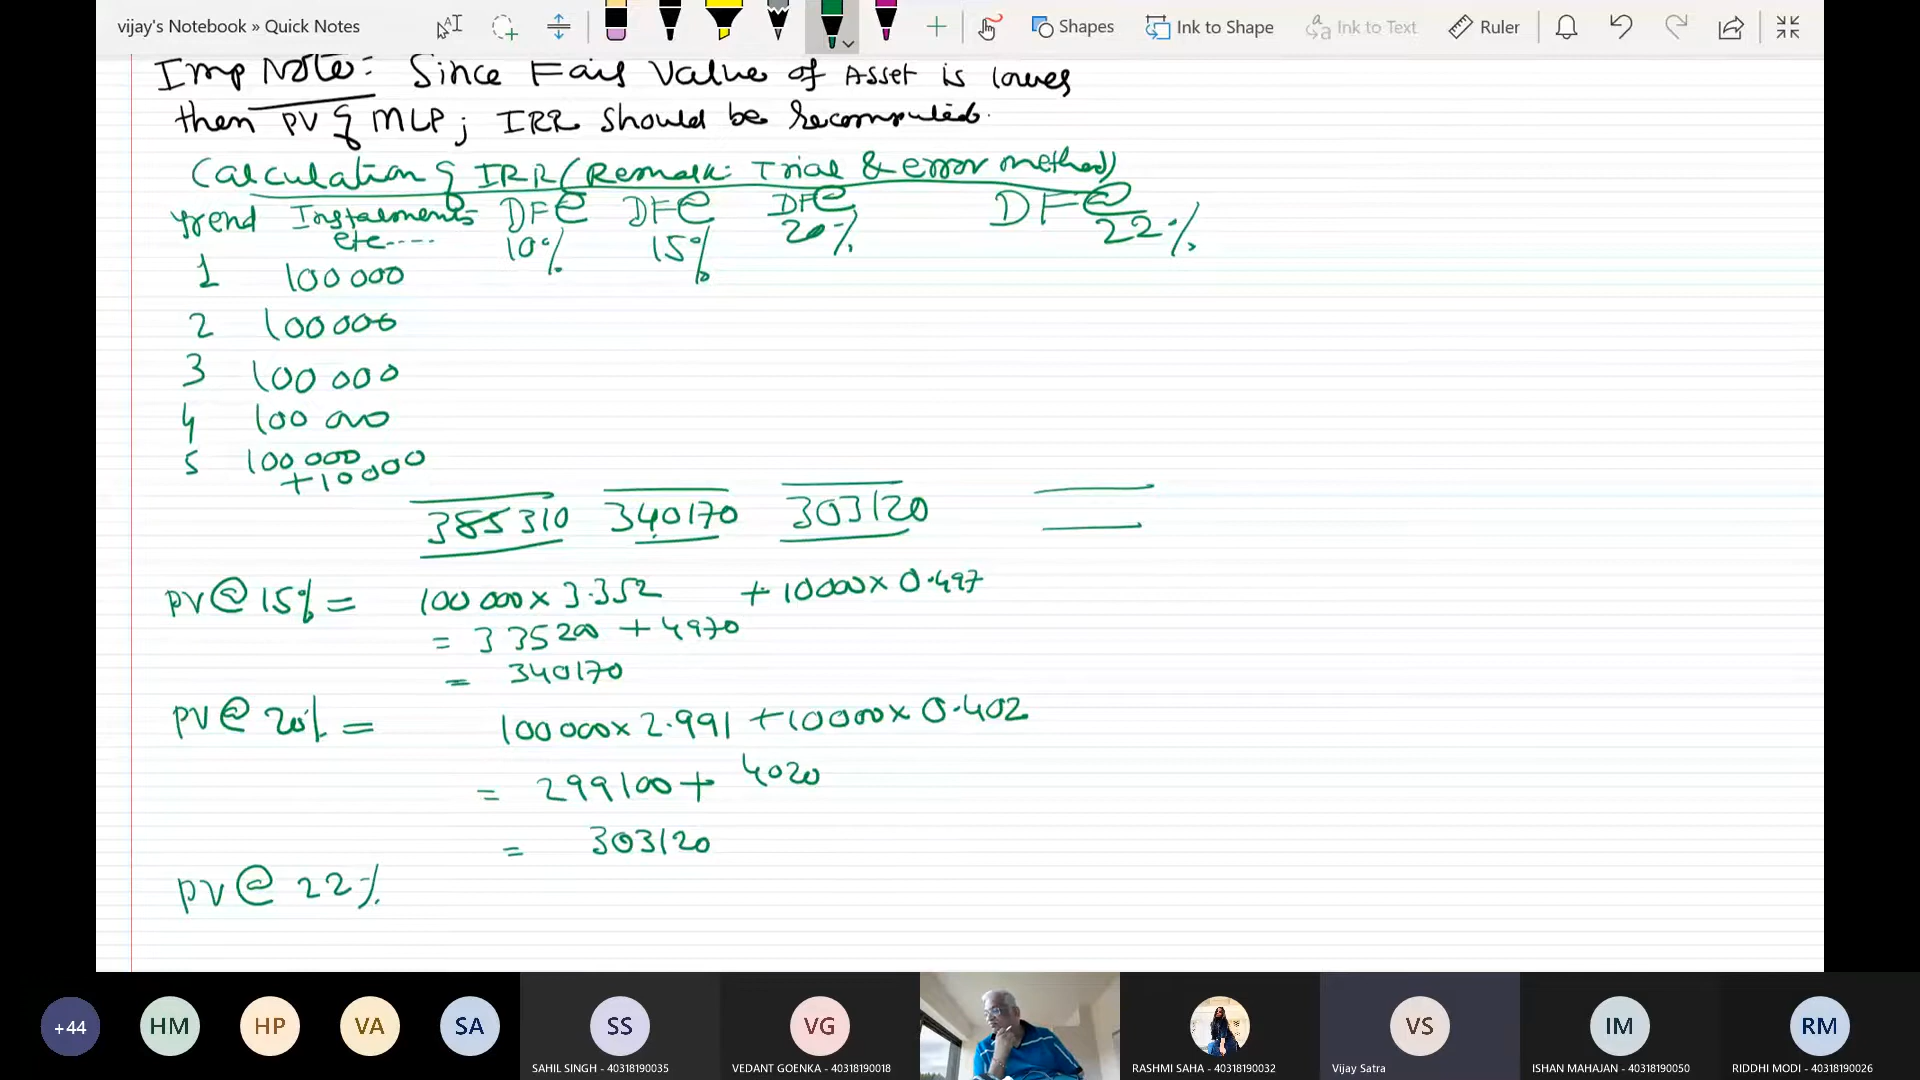 vijay's Notebook » Quick Notes
Shapes
Ink to Shape
Ink to Text
Ruler
Imp Note: Since Fair Value of Asset is lower
then PV of MLP; IRR should be recomputed.
Calculation of IRR (Remark: Trial & error method)
yrend Instalments etc---- DF@ 10% DF@ 15% DF@ 20% DF@ 22%
1 100000
2 100000
3 100000
4 100000
5 100000
+10000
385310 340170 303120
PV@15% = 100000 x 3.352 + 10000 x 0.497
= 335200 + 4970
= 340170
PV@20% = 100000 x 2.991 + 10000 x 0.402
= 299100 + 4020
= 303120
PV@ 22%
+44
HM
HP
VA
SA
SS
VG
VS
IM
RM
SAHIL SINGH - 40318190035
VEDANT GOENKA - 40318190018
RASHMI SAHA - 40318190032
Vijay Satra
ISHAN MAHAJAN - 40318190050
RIDDHI MODI - 40318190026